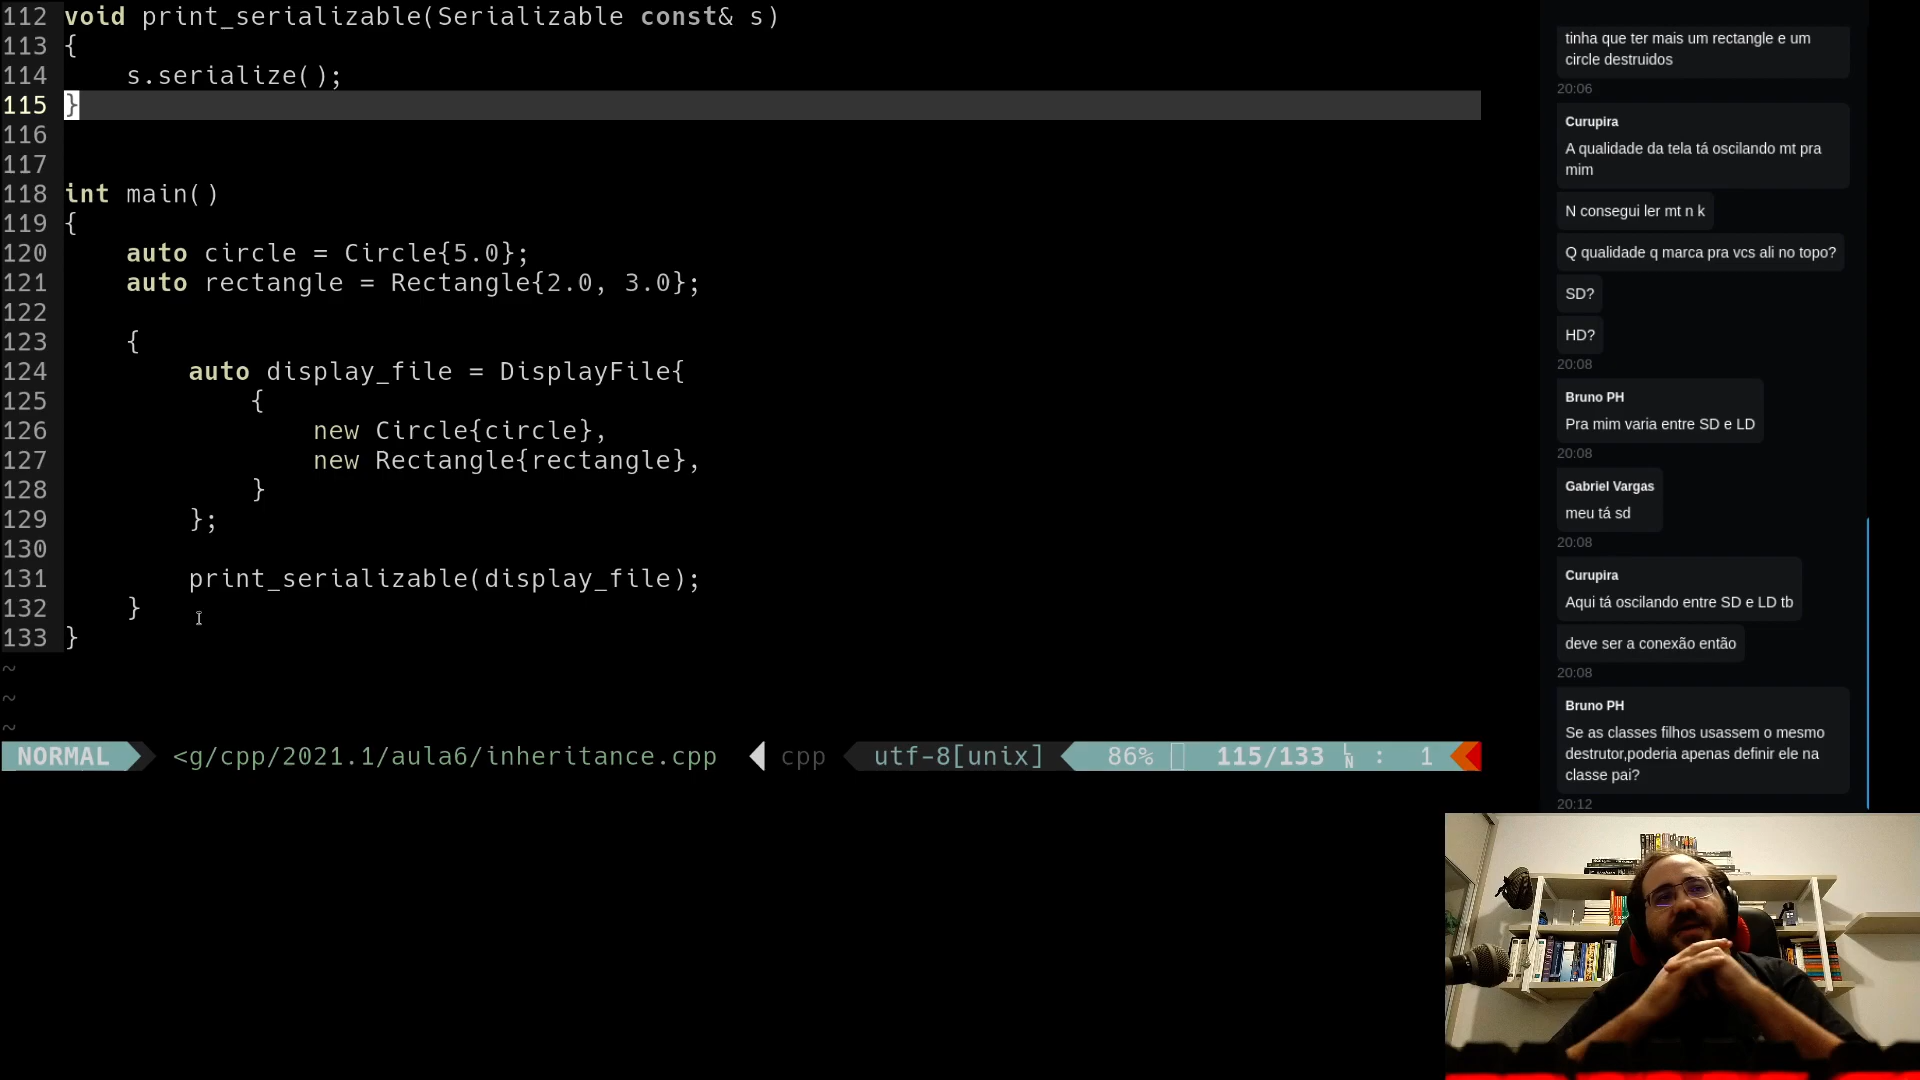 112 void print_serializable(Serializable const& s)
113 {
114     s.serialize();
115 }
116
117
118 int main()
119 {
120     auto circle = Circle{5.0};
121     auto rectangle = Rectangle{2.0, 3.0};
122
123     {
124         auto display_file = DisplayFile{
125             {
126                 new Circle{circle},
127                 new Rectangle{rectangle},
128             }
129         };
130
131         print_serializable(display_file);
132     }
133 }
~
~
~
NORMAL <g/cpp/2021.1/aula6/inheritance.cpp cpp utf-8[unix] 86% 115/133 LN : 1
tinha que ter mais um rectangle e um
circle destruidos
20:06
Curupira
A qualidade da tela tá oscilando mt pra
mim
N consegui ler mt n k
Q qualidade q marca pra vcs ali no topo?
SD?
HD?
20:08
Bruno PH
Pra mim varia entre SD e LD
20:08
Gabriel Vargas
meu tá sd
20:08
Curupira
Aqui tá oscilando entre SD e LD tb
deve ser a conexão então
20:08
Bruno PH
Se as classes filhos usassem o mesmo
destrutor,poderia apenas definir ele na
classe pai?
20:12